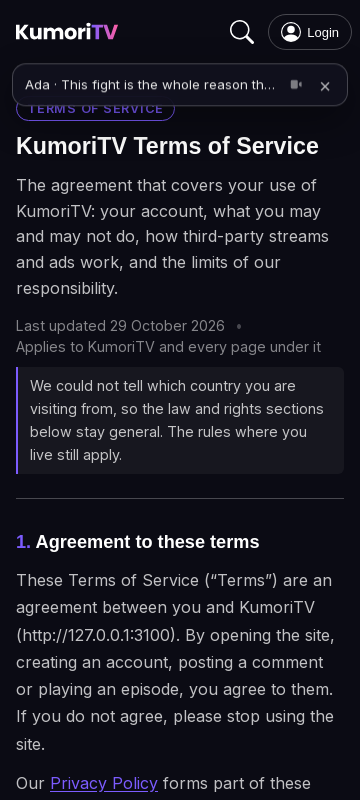 KumoriTV
Login
Ada · This fight is the whole reason th…
TERMS OF SERVICE
KumoriTV Terms of Service
The agreement that covers your use of
KumoriTV: your account, what you may
and may not do, how third-party streams
and ads work, and the limits of our
responsibility.
Last updated 29 October 2026 •
Applies to KumoriTV and every page under it
We could not tell which country you are
visiting from, so the law and rights sections
below stay general. The rules where you
live still apply.
1. Agreement to these terms
These Terms of Service (“Terms”) are an
agreement between you and KumoriTV
(http://127.0.0.1:3100). By opening the site,
creating an account, posting a comment
or playing an episode, you agree to them.
If you do not agree, please stop using the
site.
Our Privacy Policy forms part of these